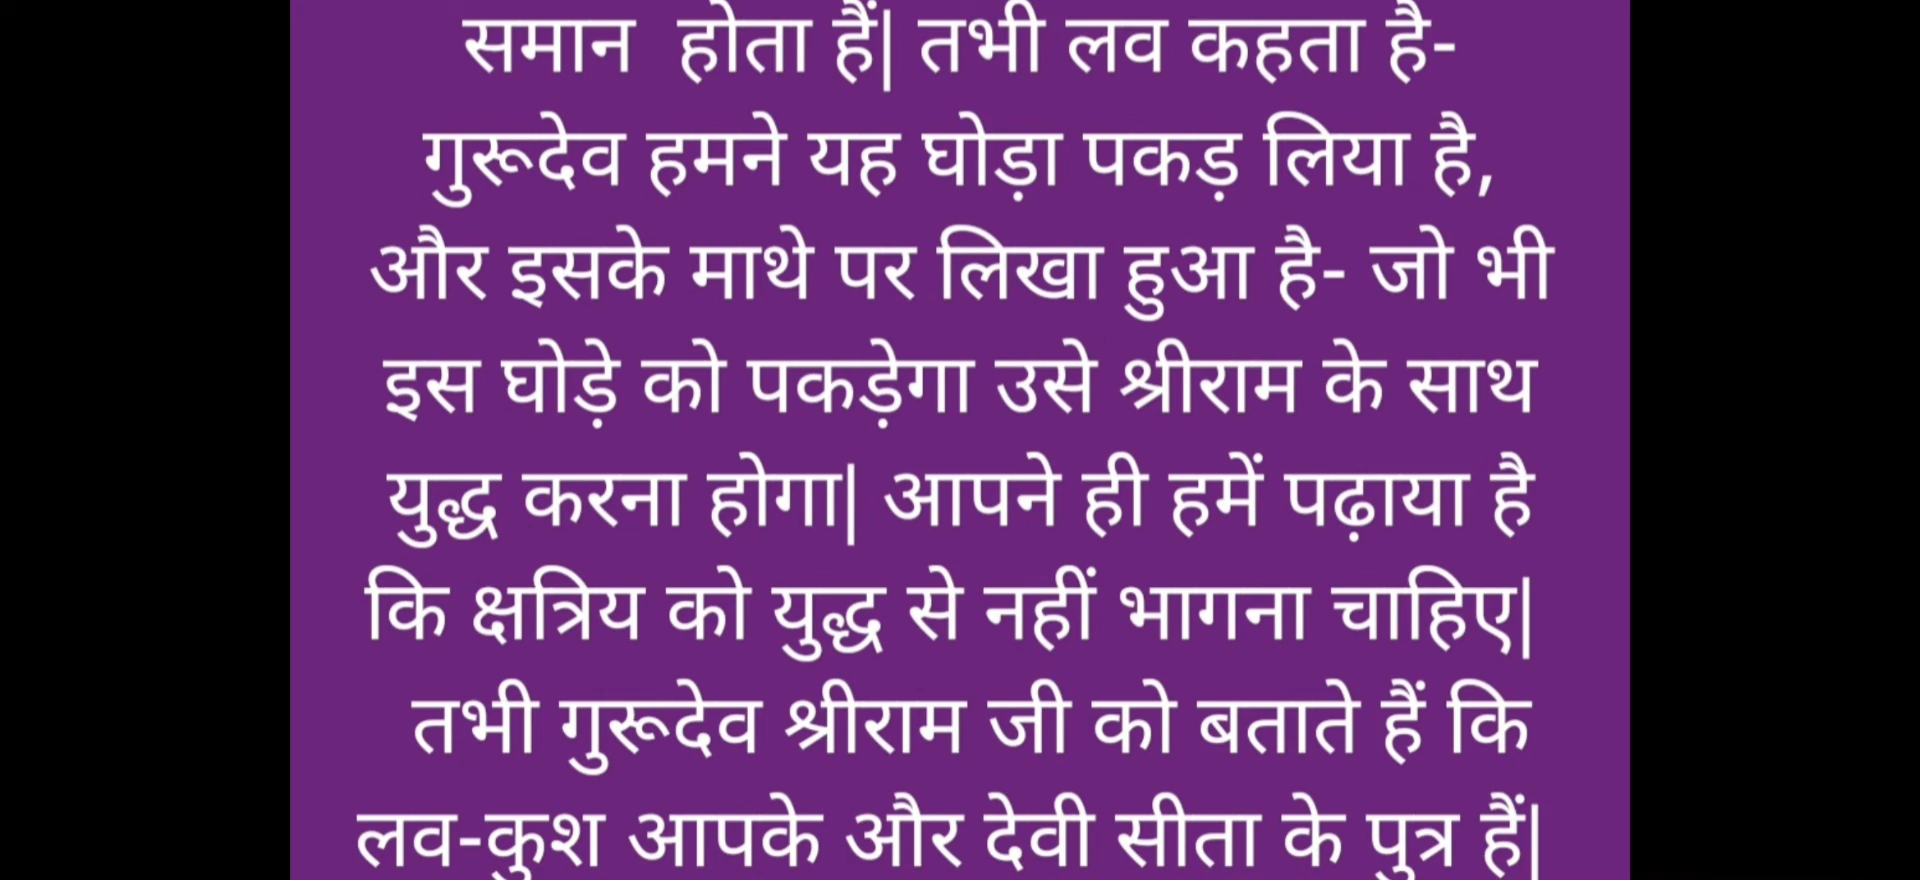 समान  होता हैं| तभी लव कहता है-
गुरूदेव हमने यह घोड़ा पकड़ लिया है,
और इसके माथे पर लिखा हुआ है- जो भी
इस घोड़े को पकड़ेगा उसे श्रीराम के साथ
युद्ध करना होगा| आपने ही हमें पढ़ाया है
कि क्षत्रिय को युद्ध से नहीं भागना चाहिए|
तभी गुरूदेव श्रीराम जी को बताते हैं कि
लव-कुश आपके और देवी सीता के पुत्र हैं|